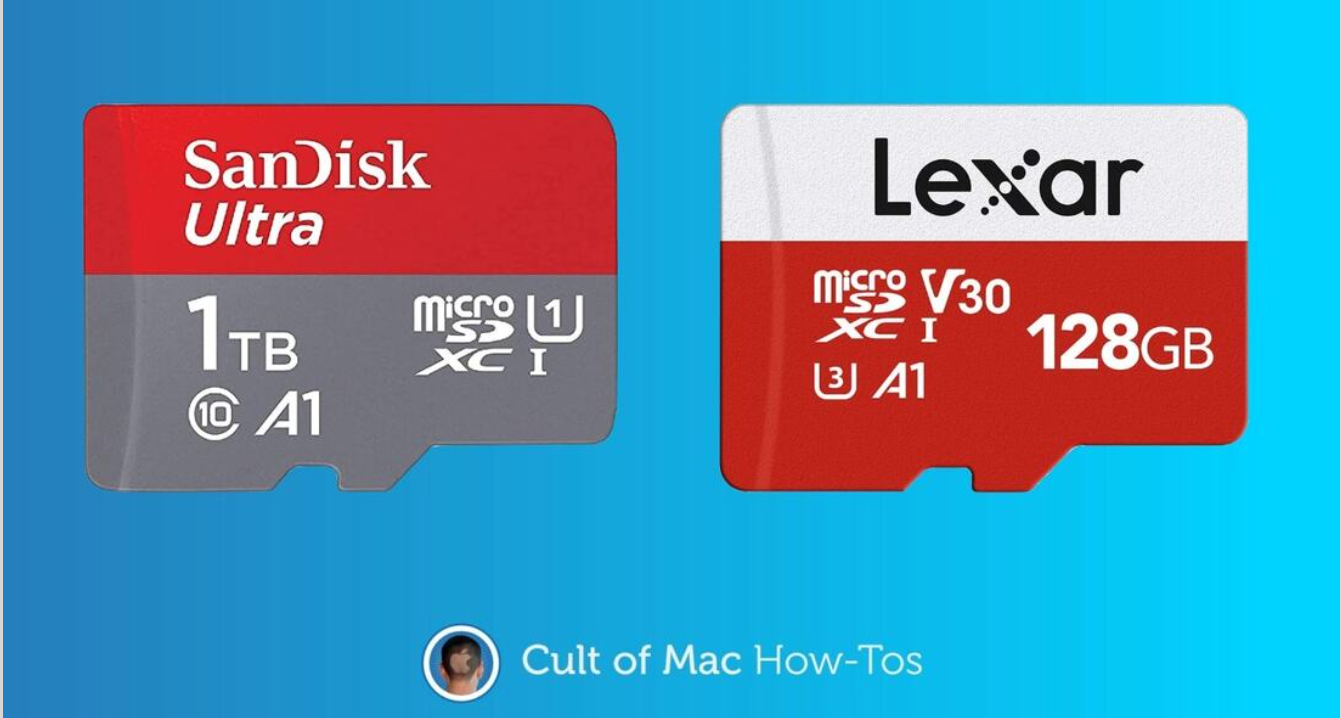 SanDisk
Ultra
1TB
micro SD XC I U1
C10 A1
Lexar
micro SD XC I V30
128GB
U3 A1
Cult of Mac How-Tos